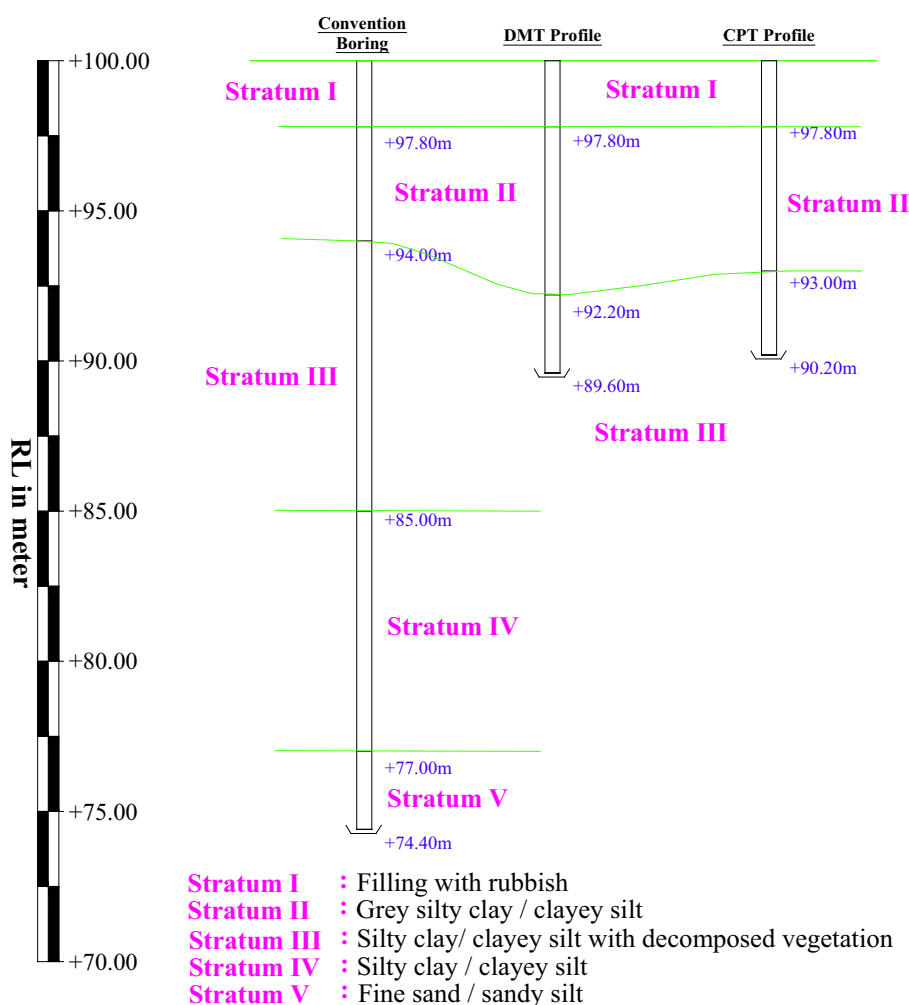 Convention
Boring
DMT Profile
CPT Profile
+100.00
Stratum I
Stratum I
+97.80m
+97.80m
+97.80m
Stratum II
Stratum II
+95.00
+94.00m
+93.00m
+92.20m
+90.00
+90.20m
Stratum III
+89.60m
Stratum III
RL in meter
+85.00
+85.00m
Stratum IV
+80.00
+77.00m
Stratum V
+75.00
+74.40m
Stratum I : Filling with rubbish
Stratum II : Grey silty clay / clayey silt
Stratum III : Silty clay/ clayey silt with decomposed vegetation
+70.00
Stratum IV : Silty clay / clayey silt
Stratum V : Fine sand / sandy silt